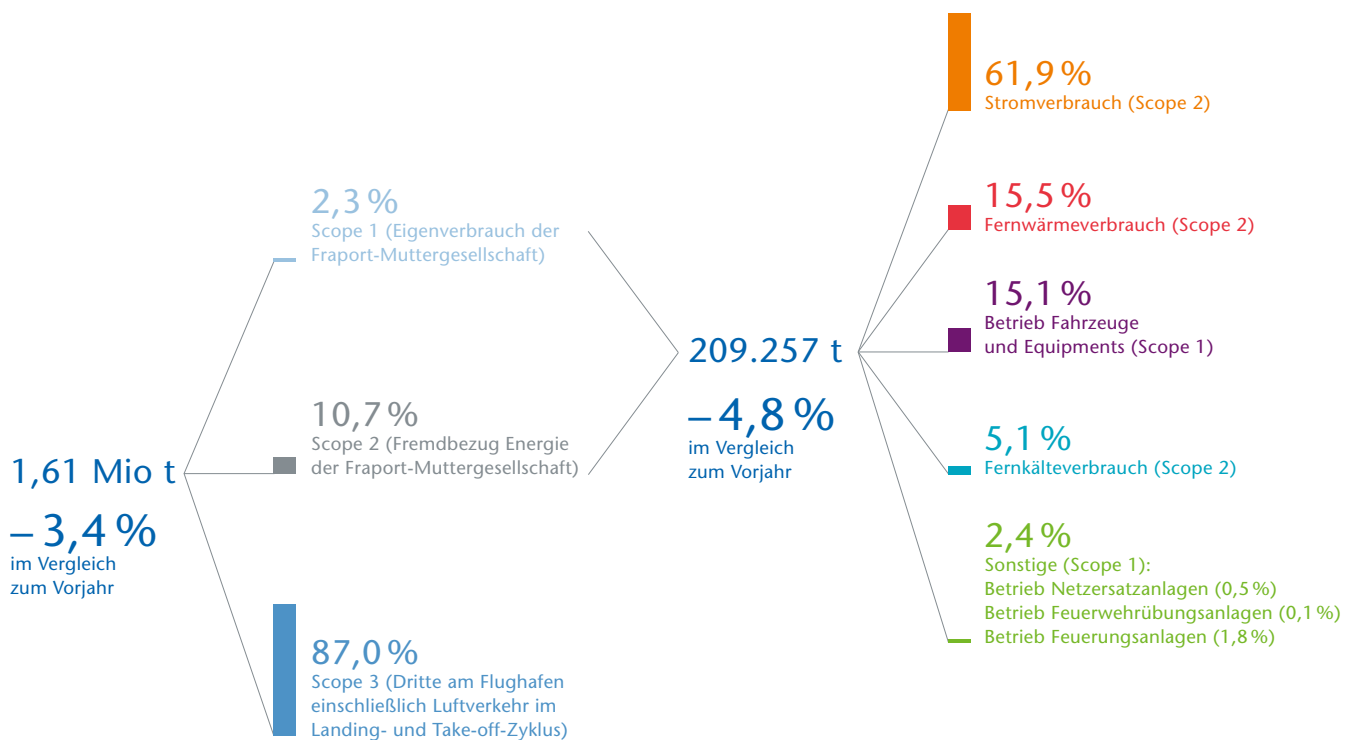 1,61 Mio t
– 3,4 %
im Vergleich
zum Vorjahr
2,3 %
Scope 1 (Eigenverbrauch der
Fraport-Muttergesellschaft)
10,7 %
Scope 2 (Fremdbezug Energie
der Fraport-Muttergesellschaft)
87,0 %
Scope 3 (Dritte am Flughafen
einschließlich Luftverkehr im
Landing- und Take-off-Zyklus)
209.257 t
– 4,8 %
im Vergleich
zum Vorjahr
61,9 %
Stromverbrauch (Scope 2)
15,5 %
Fernwärmeverbrauch (Scope 2)
15,1 %
Betrieb Fahrzeuge
und Equipments (Scope 1)
5,1 %
Fernkälteverbrauch (Scope 2)
2,4 %
Sonstige (Scope 1):
Betrieb Netzersatzanlagen (0,5 %)
Betrieb Feuerwehrübungsanlagen (0,1 %)
Betrieb Feuerungsanlagen (1,8 %)